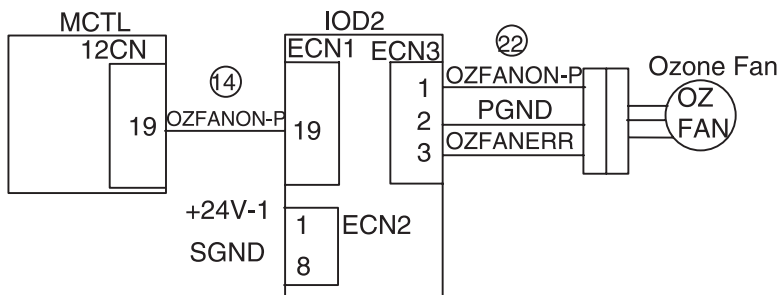 MCTL
IOD2
22
12CN
ECN1
ECN3
Ozone Fan
14
1
OZFANON-P
OZ
19
OZFANON-P
19
2
PGND
FAN
3
OZFANERR
+24V-1
1
ECN2
SGND
8